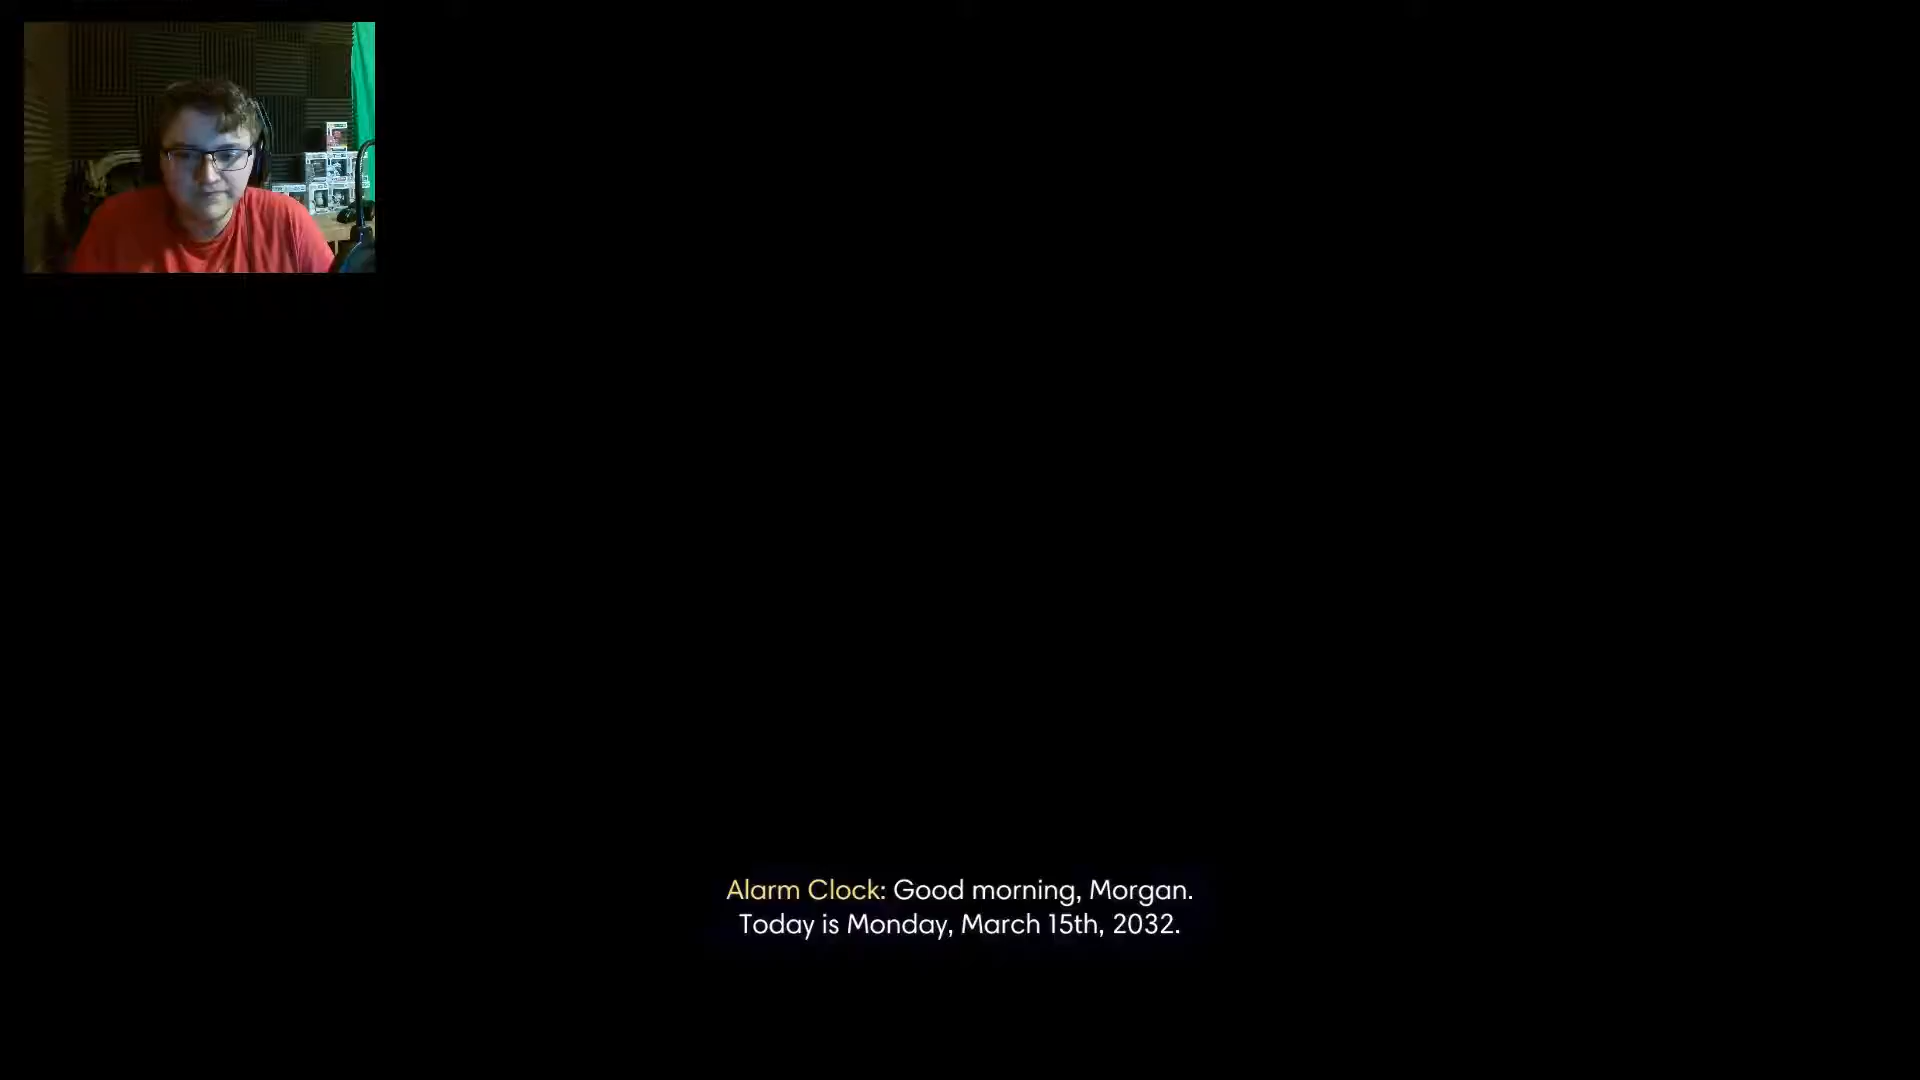 Alarm Clock: Good morning, Morgan.
Today is Monday, March 15th, 2032.